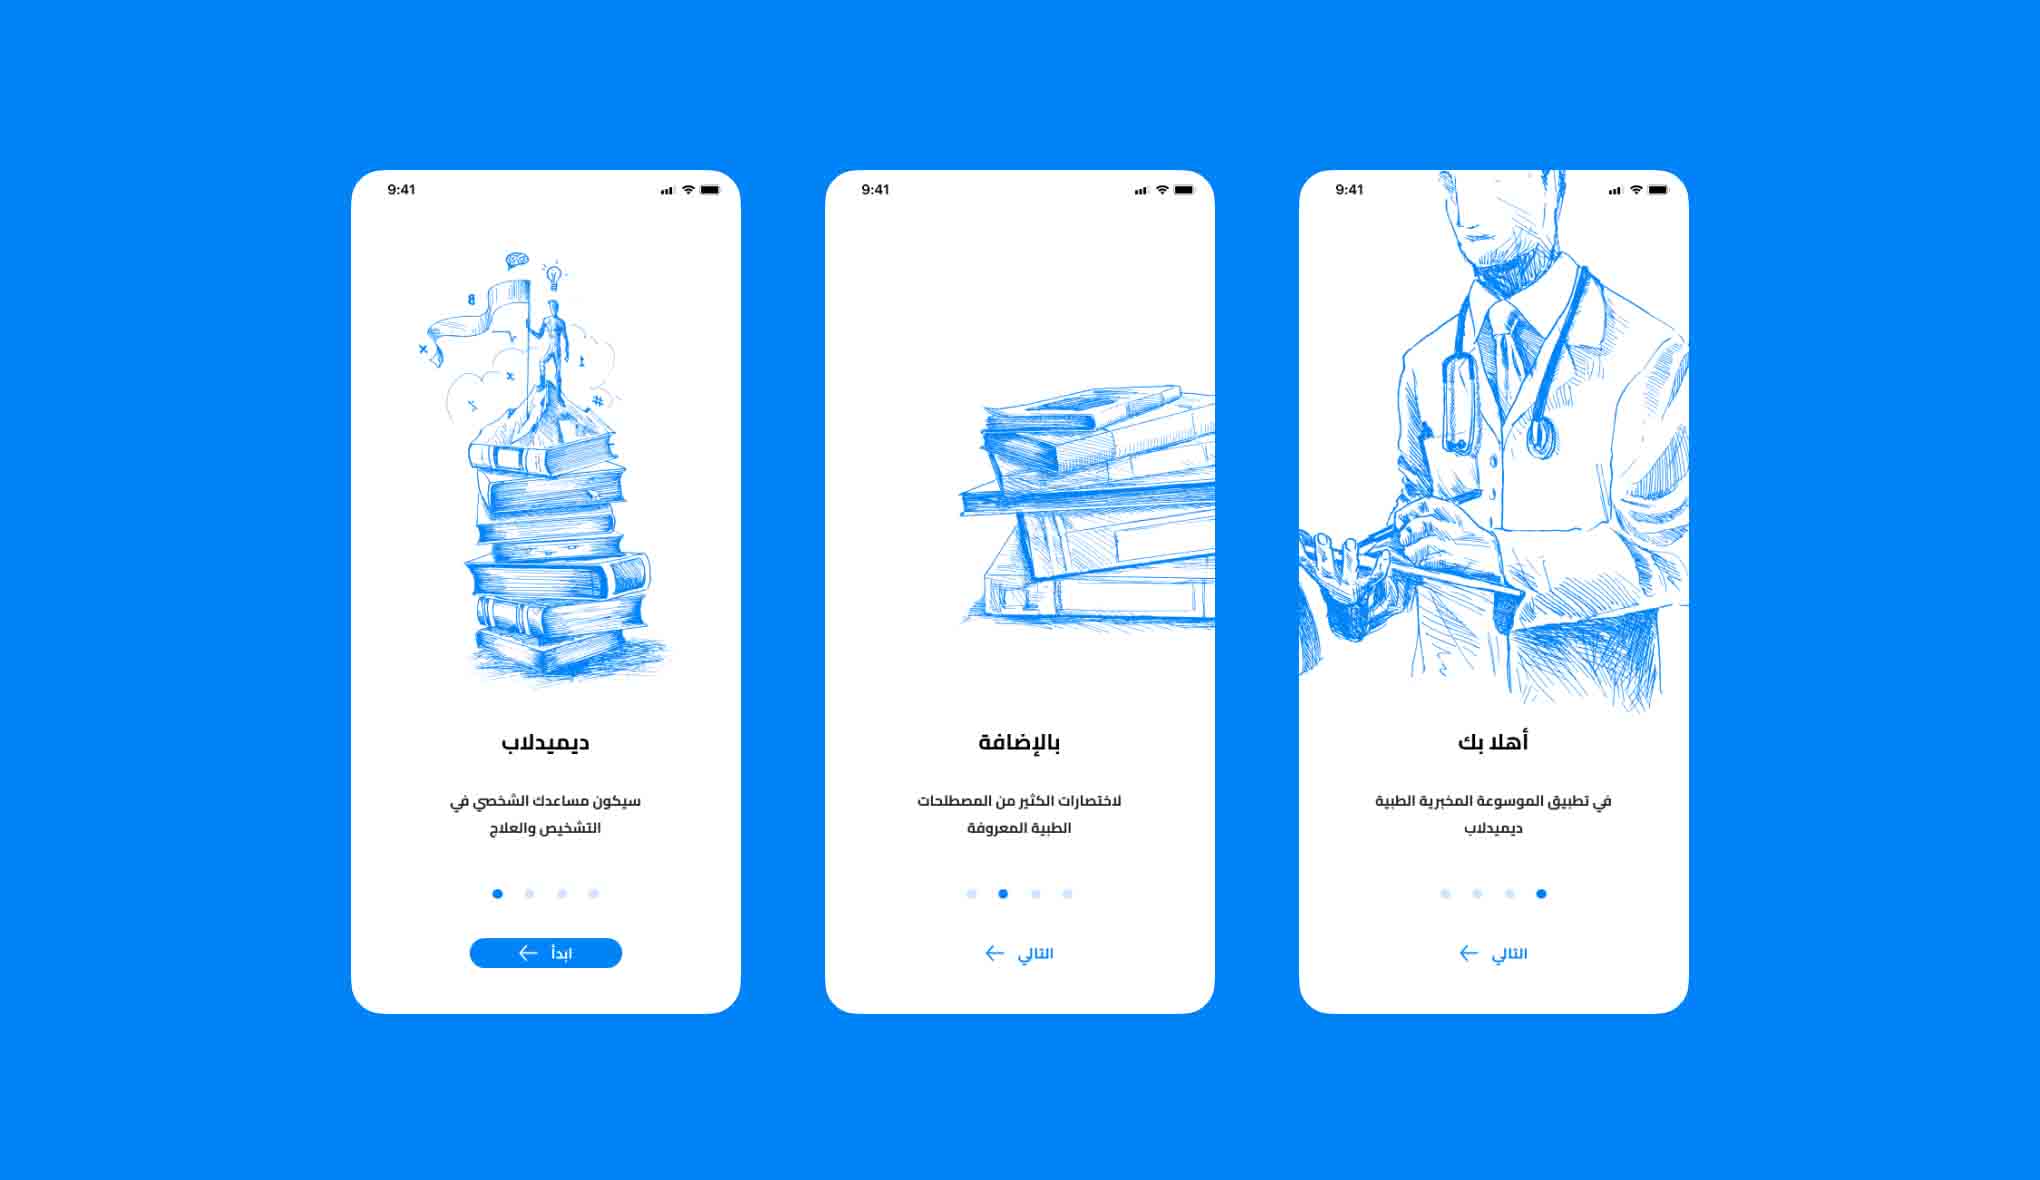 9:41
أهلا بك
في تطبيق الموسوعة المخبرية الطبية
ديميدلاب
التالي
9:41
بالإضافة
لاختصارات الكثير من المصطلحات
الطبية المعروفة
التالي
9:41
ديميدلاب
سيكون مساعدك الشخصي في
التشخيص والعلاج
ابدأ